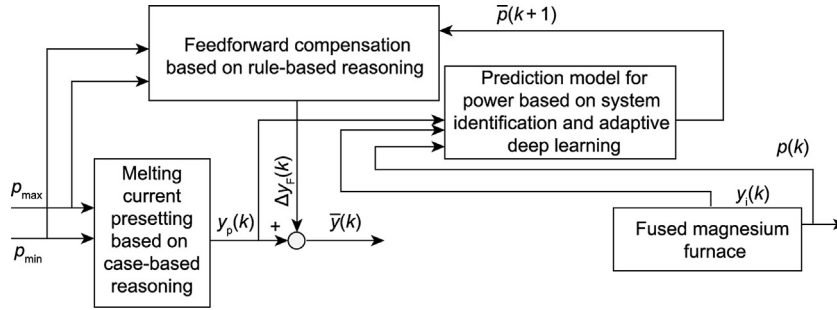 p̅(k+1)
Feedforward compensation
based on rule-based reasoning
Prediction model for
power based on system
identification and adaptive
deep learning
p(k)
Δy_F(k)
p_max
Melting
current
presetting
based on
case-based
reasoning
y_p(k)
+
y̅(k)
y_i(k)
p_min
Fused magnesium
furnace